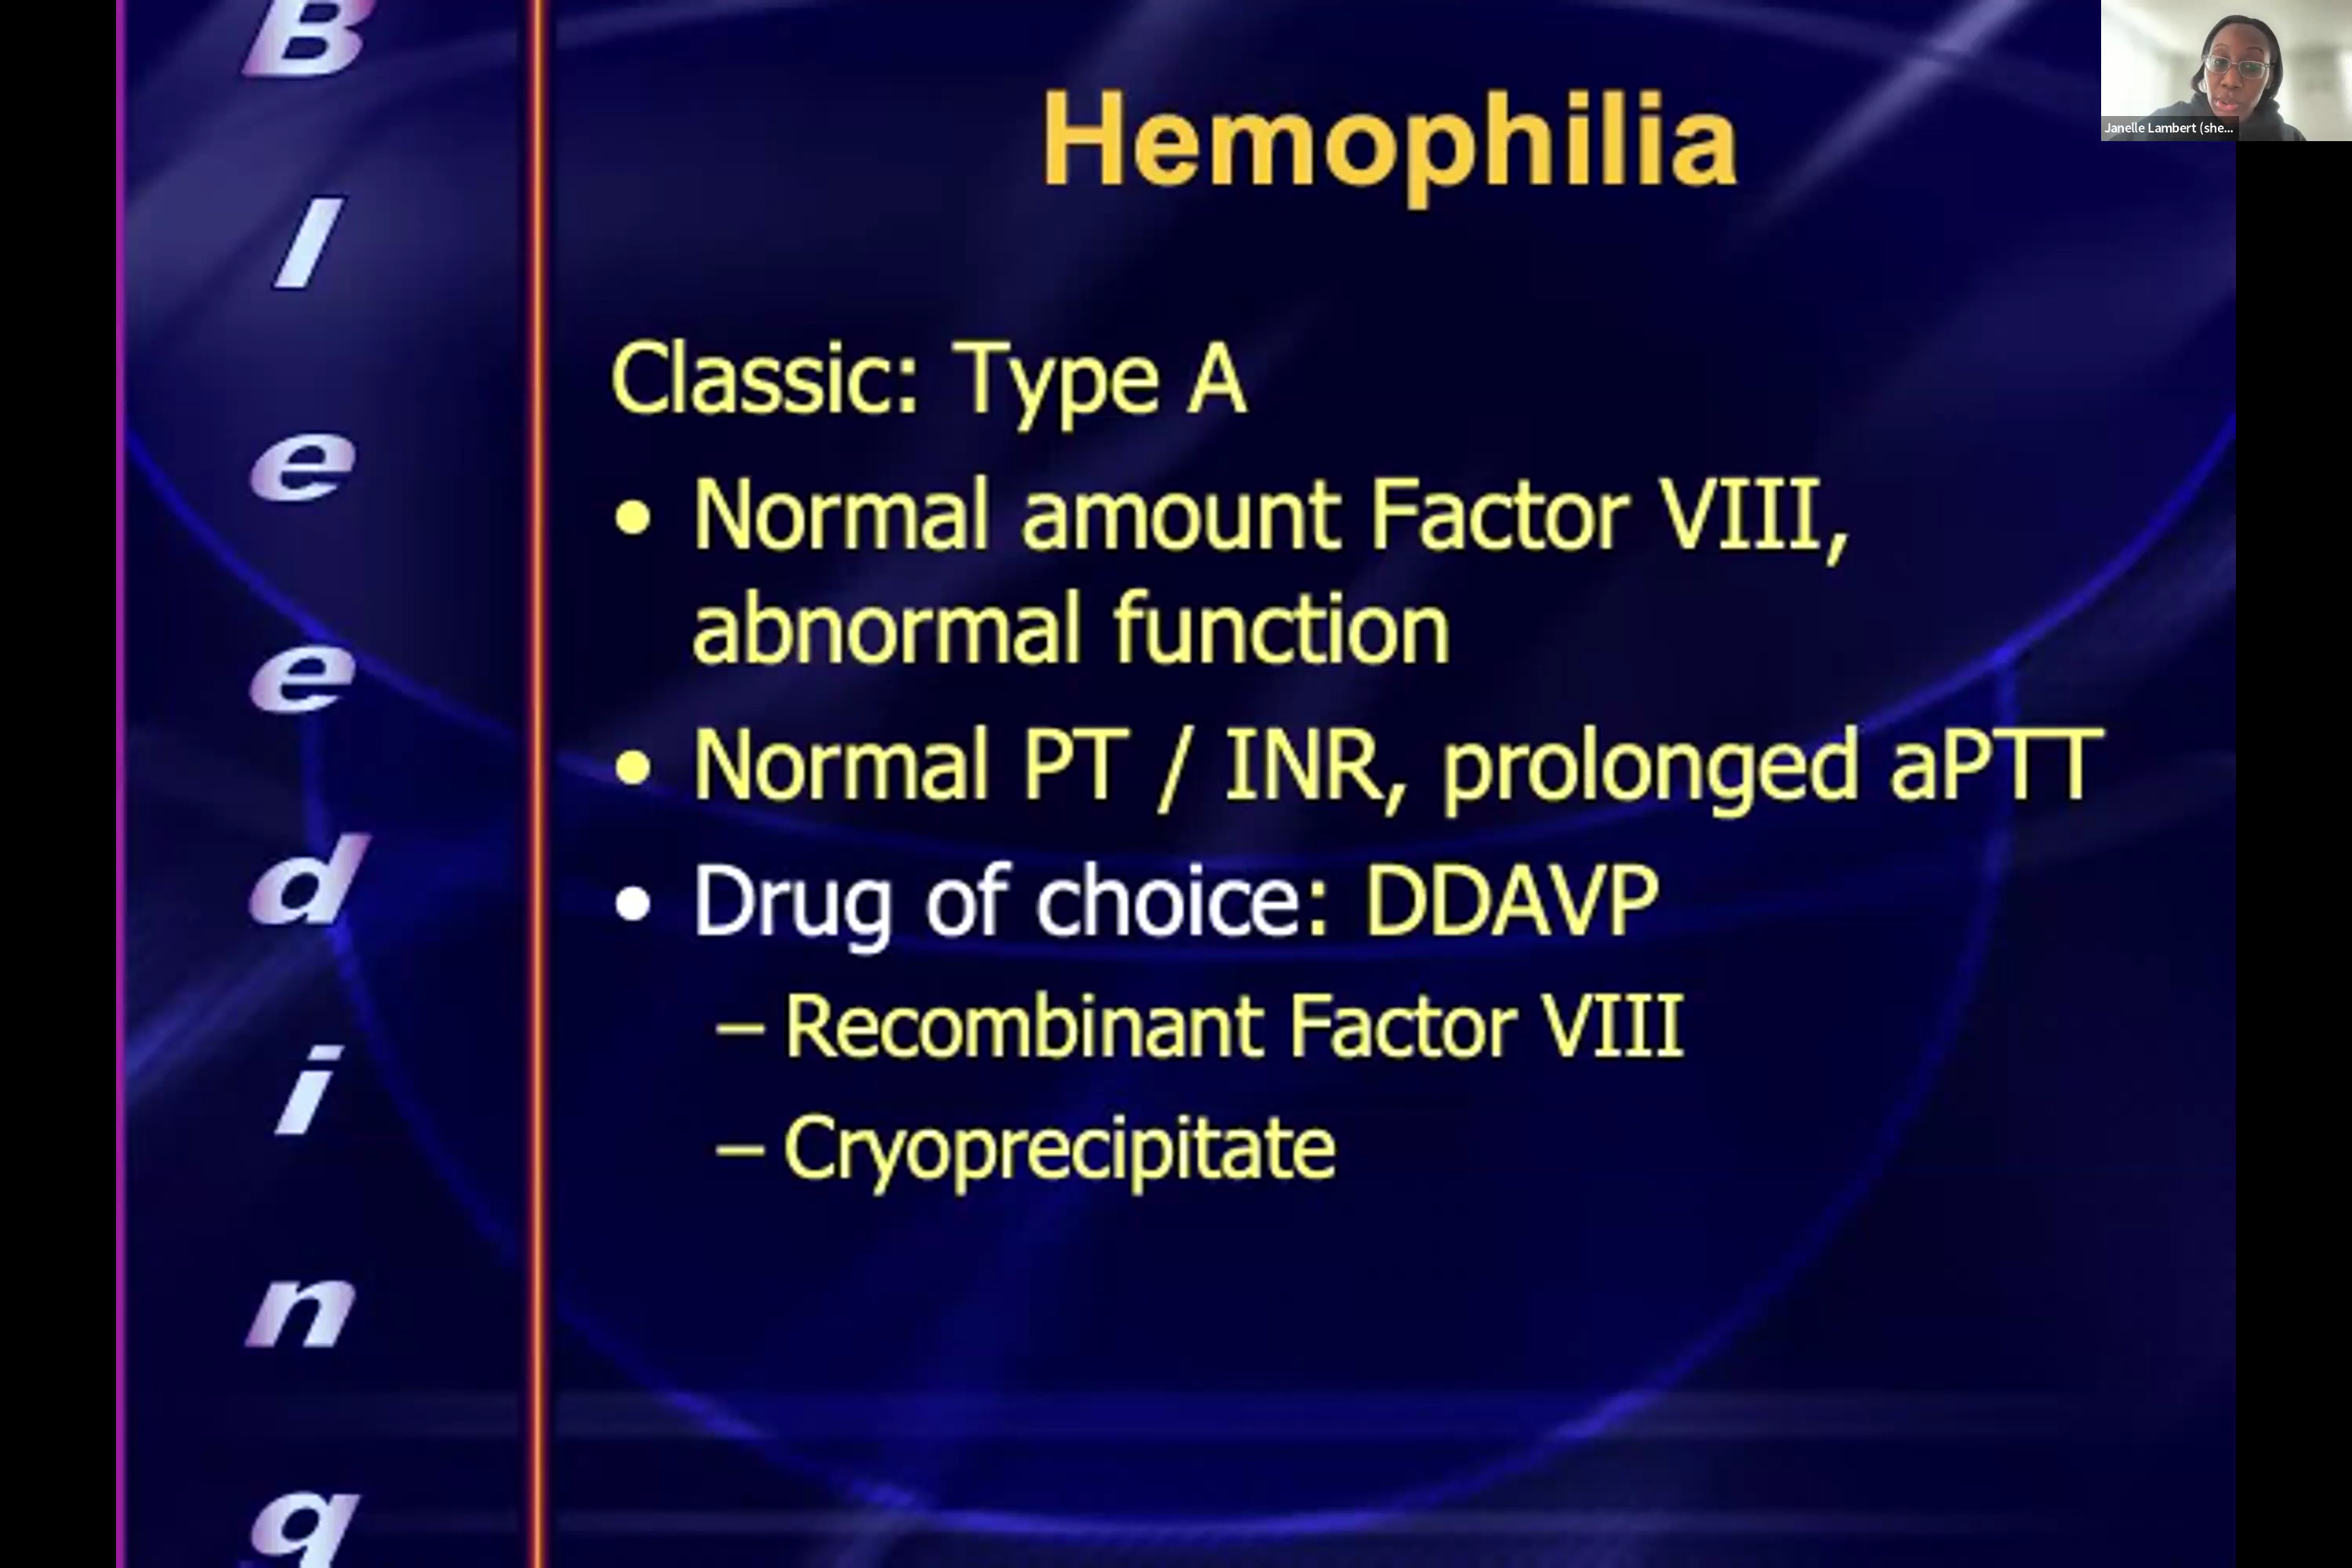 Bleeding
Hemophilia
Classic: Type A
• Normal amount Factor VIII,
abnormal function
• Normal PT / INR, prolonged aPTT
• Drug of choice: DDAVP
– Recombinant Factor VIII
– Cryoprecipitate
Janelle Lambert (she...